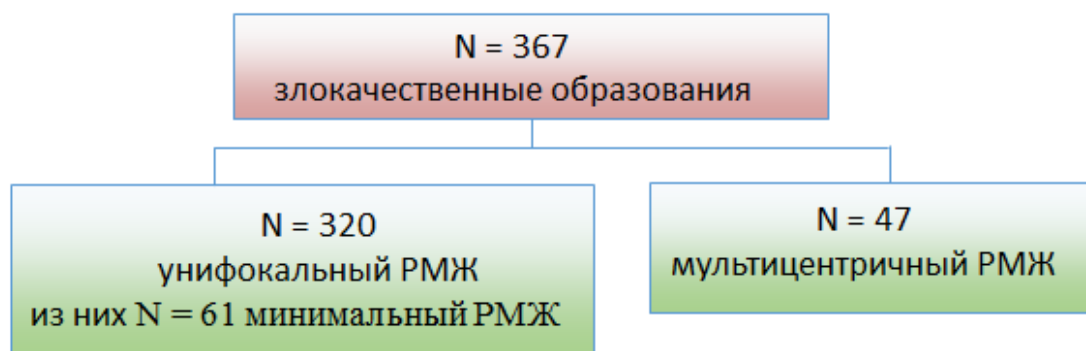 N = 367
злокачественные образования
N = 320
унифокальный РМЖ
из них N = 61 минимальный РМЖ
N = 47
мультицентричный РМЖ